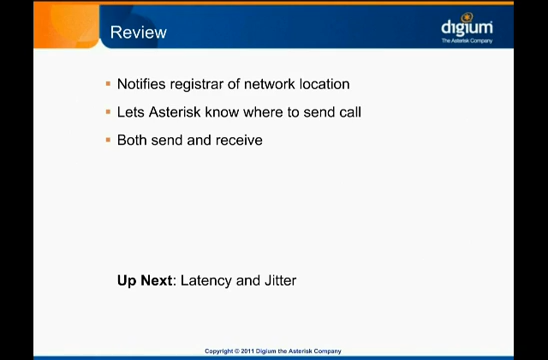 Review
digium
The Asterisk Company
Notifies registrar of network location
Lets Asterisk know where to send call
Both send and receive
Up Next: Latency and Jitter
Copyright © 2011 Digium the Asterisk Company